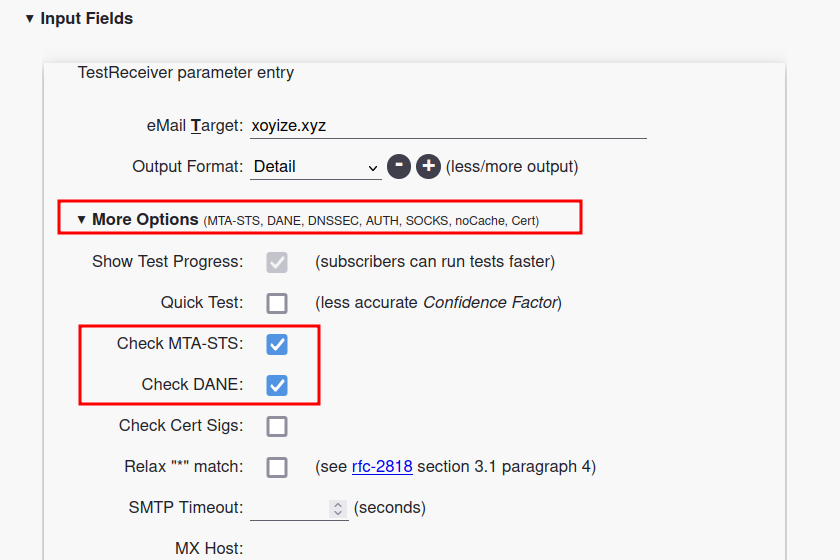 ▼ Input Fields
TestReceiver parameter entry
eMail Target: xoyize.xyz
Output Format: Detail - + (less/more output)
▼ More Options (MTA-STS, DANE, DNSSEC, AUTH, SOCKS, noCache, Cert)
Show Test Progress: (subscribers can run tests faster)
Quick Test: (less accurate Confidence Factor)
Check MTA-STS:
Check DANE:
Check Cert Sigs:
Relax "*" match: (see rfc-2818 section 3.1 paragraph 4)
SMTP Timeout: (seconds)
MX Host: